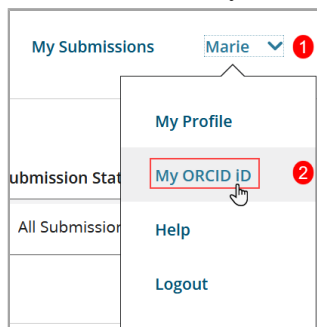 My Submissions Marie 1
My Profile
ubmission Stat My ORCID iD 2
All Submission Help
Logout